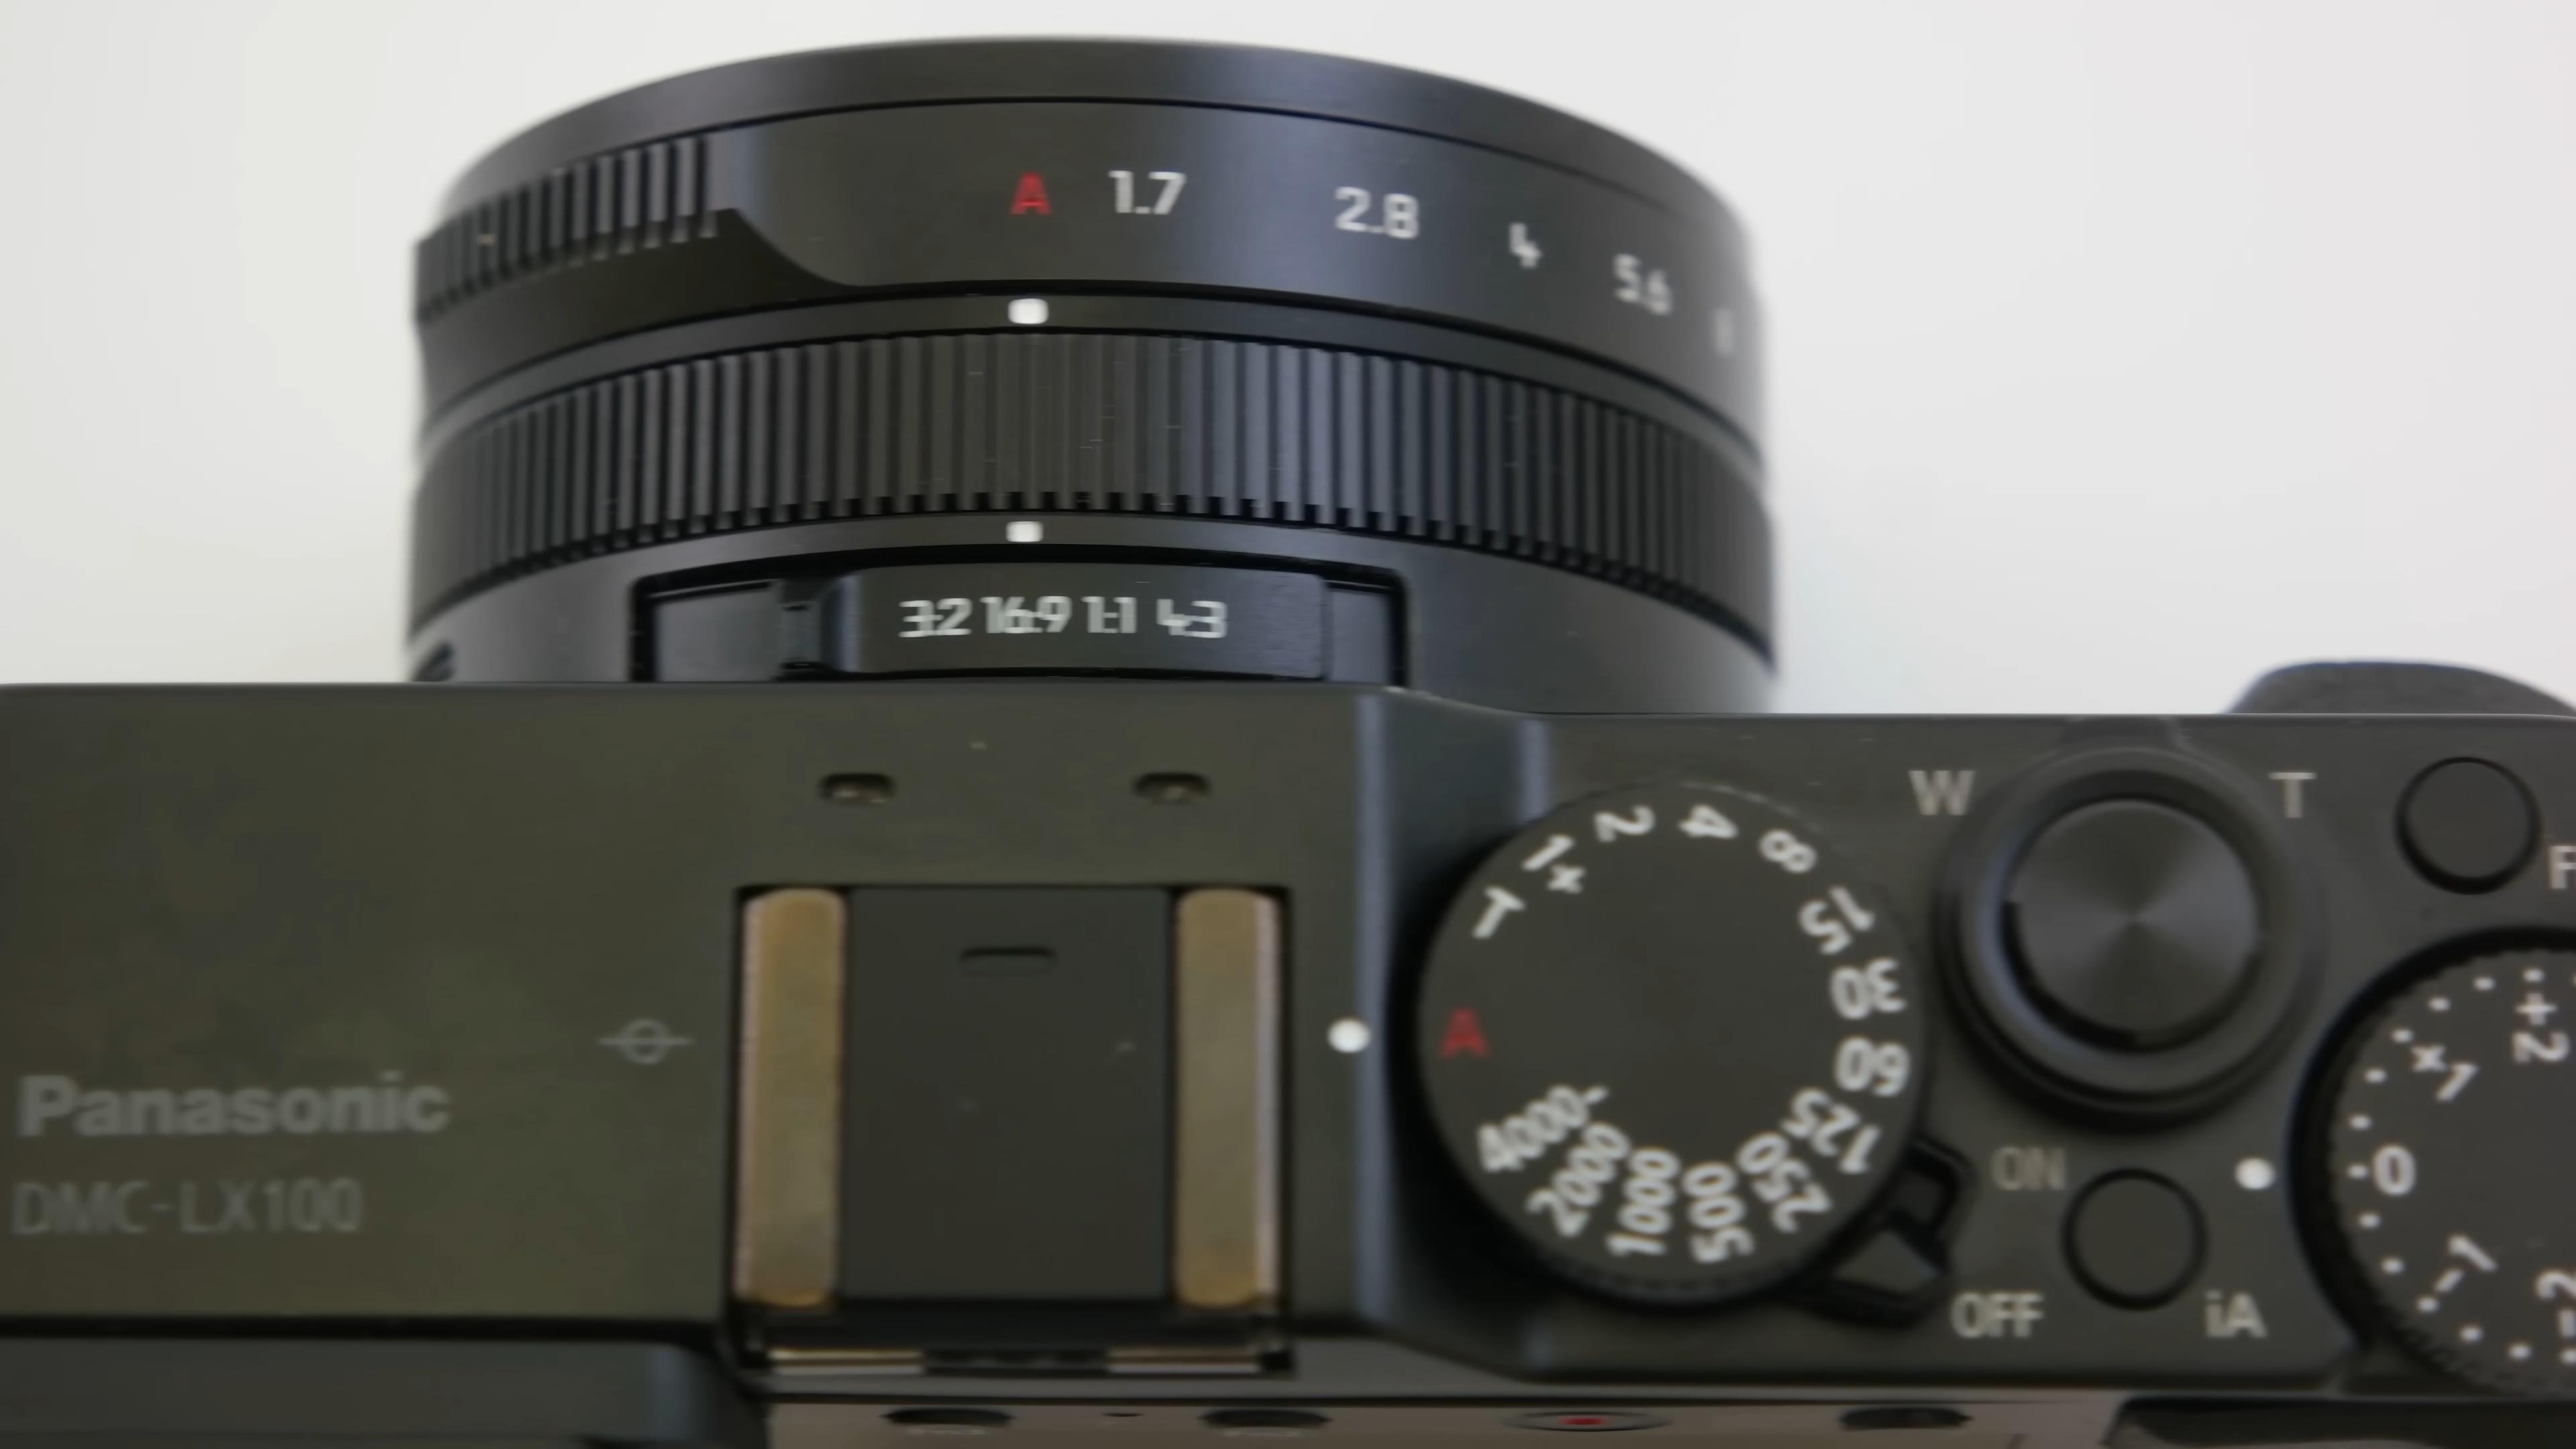 A 1.7 2.8 4 5.6
3:2 16:9 1:1 4:3
W T
T 1+ 2 4 8 15 30 60 125 250 500 1000 2000 4000-
A
F
Panasonic
DMC-LX100
ON
OFF
iA
+2
+1
-0
-1
-2